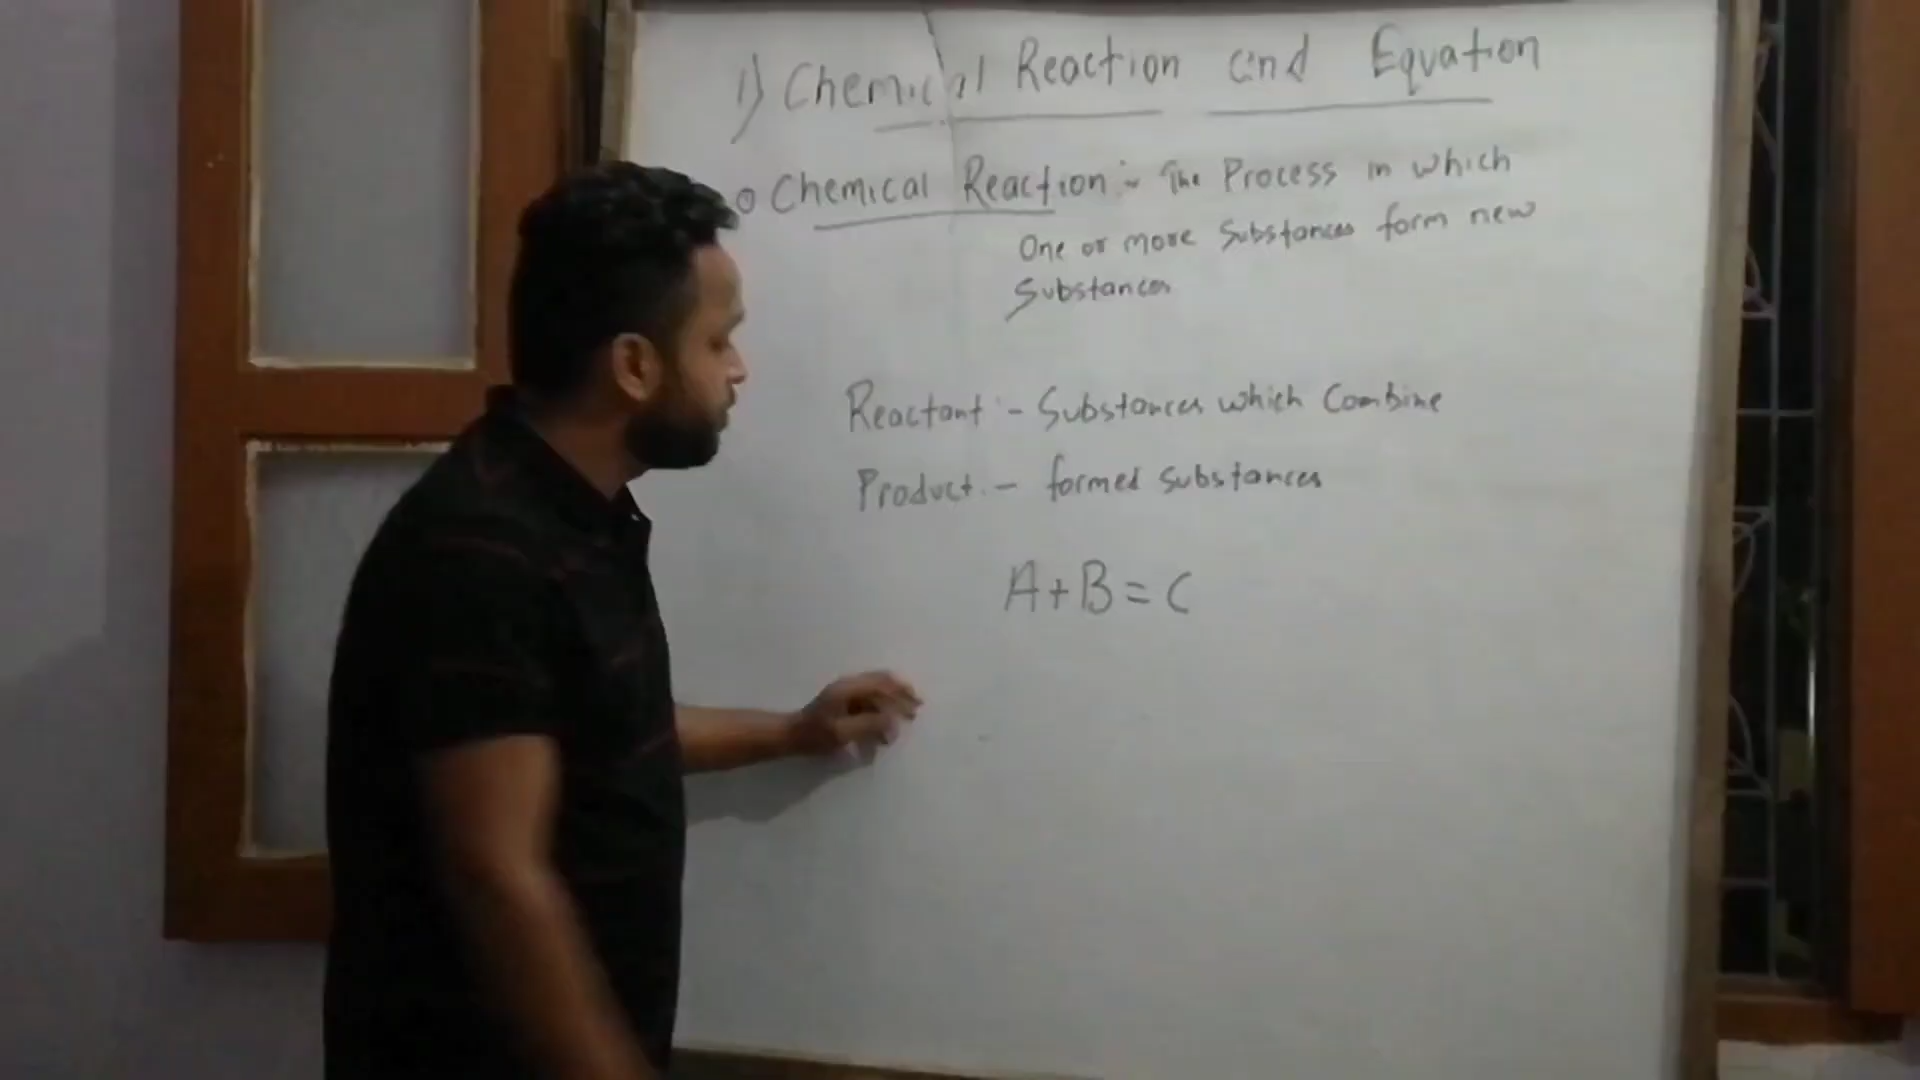 1) Chemical Reaction and Equation
o Chemical Reaction :- The Process in which
One or more Substances form new
Substances
Reactant :- Substances which Combine
Product :- formed substances
A+B=C